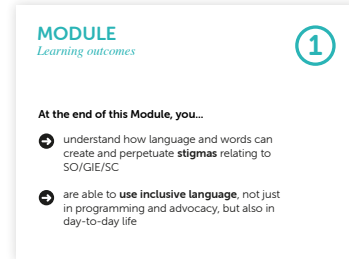 MODULE
Learning outcomes
1
At the end of this Module, you...
understand how language and words can
create and perpetuate stigmas relating to
SO/GIE/SC
are able to use inclusive language, not just
in programming and advocacy, but also in
day-to-day life